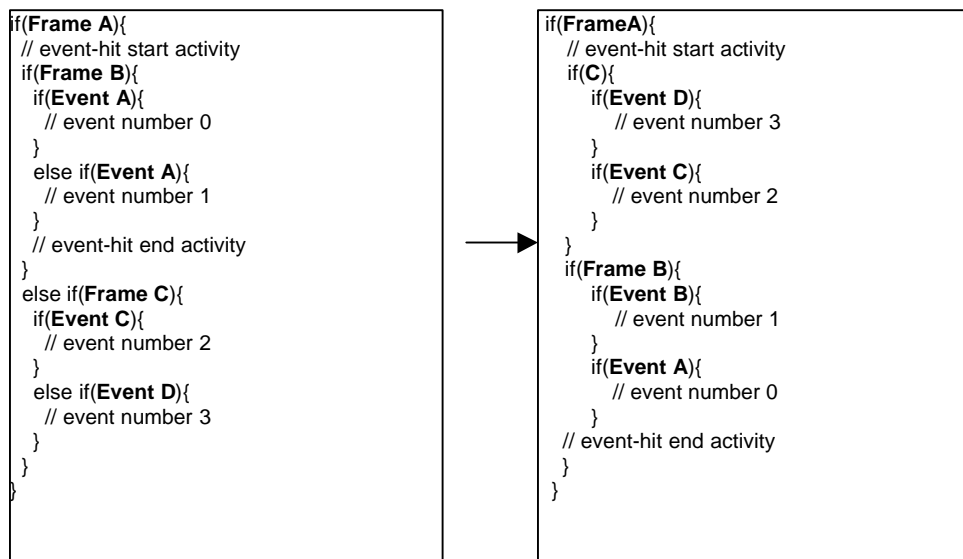 if(Frame A){
// event-hit start activity
if(Frame B){
if(Event A){
// event number 0
}
else if(Event A){
// event number 1
}
// event-hit end activity
}
else if(Frame C){
if(Event C){
// event number 2
}
else if(Event D){
// event number 3
}
}
}
if(FrameA){
// event-hit start activity
if(C){
if(Event D){
// event number 3
}
if(Event C){
// event number 2
}
}
if(Frame B){
if(Event B){
// event number 1
}
if(Event A){
// event number 0
}
// event-hit end activity
}
}